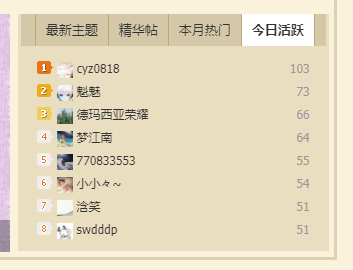 最新主题 精华帖 本月热门 今日活跃
1 cyz0818 103
2 魁魅 73
3 德玛西亚荣耀 66
4 梦江南 64
5 770833553 55
6 小小々~ 54
7 浛笑 51
8 swdddp 51